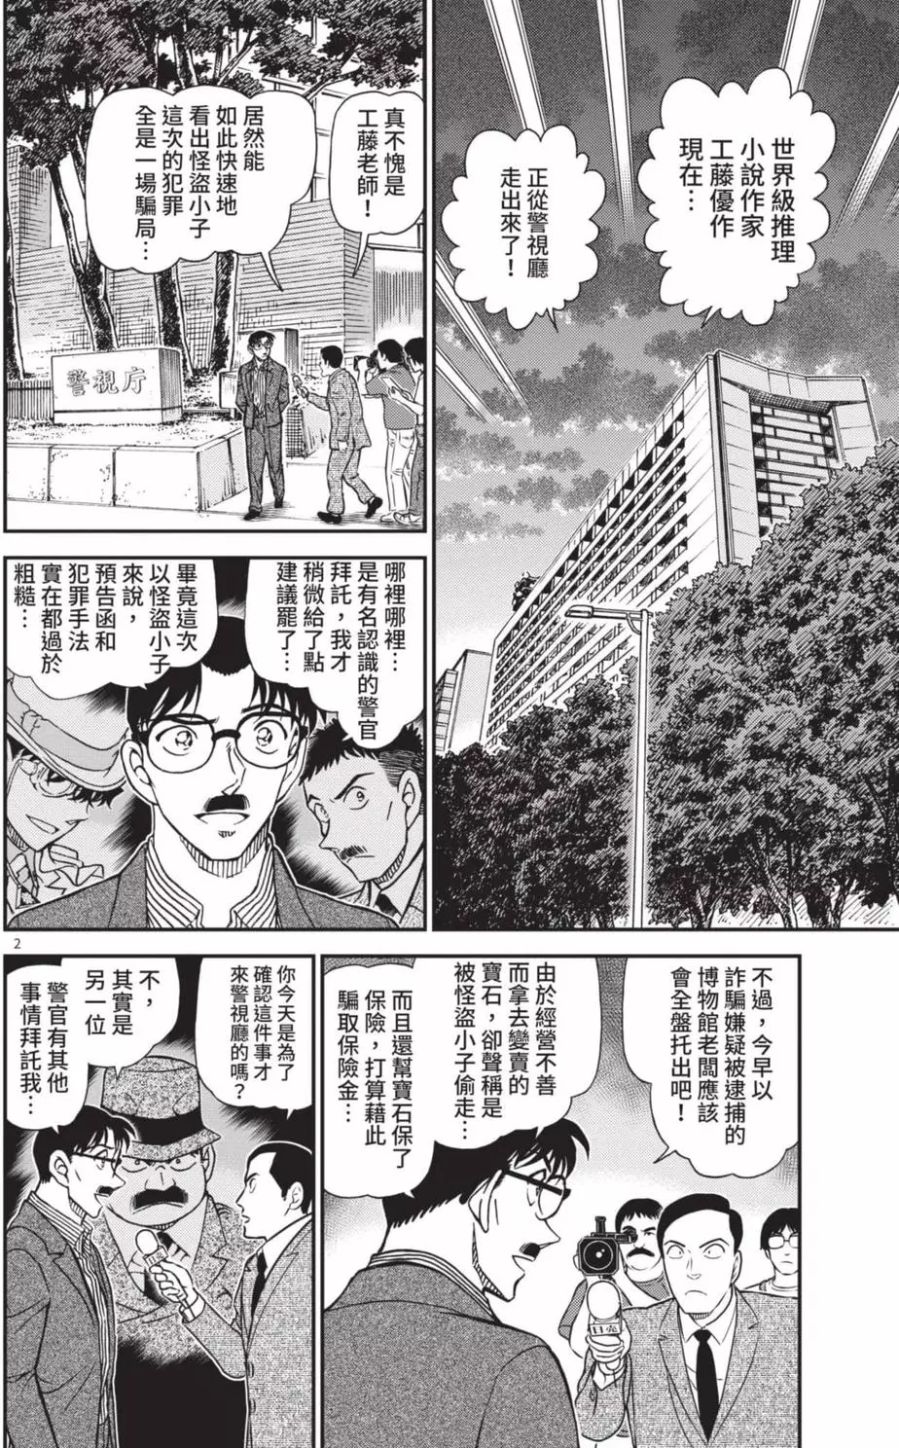 世界級推理
小說作家
工藤優作
現在…
正從警視廳
走出來了！
真不愧是
工藤老師！
居然能
如此快速地
看出怪盜小子
這次的犯罪
全是一場騙局…
警視庁
哪裡哪裡…
是有名認識的警官
拜託，我才
稍微給了點
建議罷了…
畢竟這次
以怪盜小子
來說，
預告函和
犯罪手法
實在都過於
粗糙…
2
不過，今早以
詐騙嫌疑被逮捕的
博物館老闆應該
會全盤托出吧！
由於經營不善
而拿去變賣的
寶石，卻聲稱是
被怪盜小子偷走…
而且還幫寶石保了
保險，打算藉此
騙取保險金…
日売
你今天是為了
確認這件事才
來警視廳的嗎？
不，
其實是
另一位
警官有其他
事情拜託我…